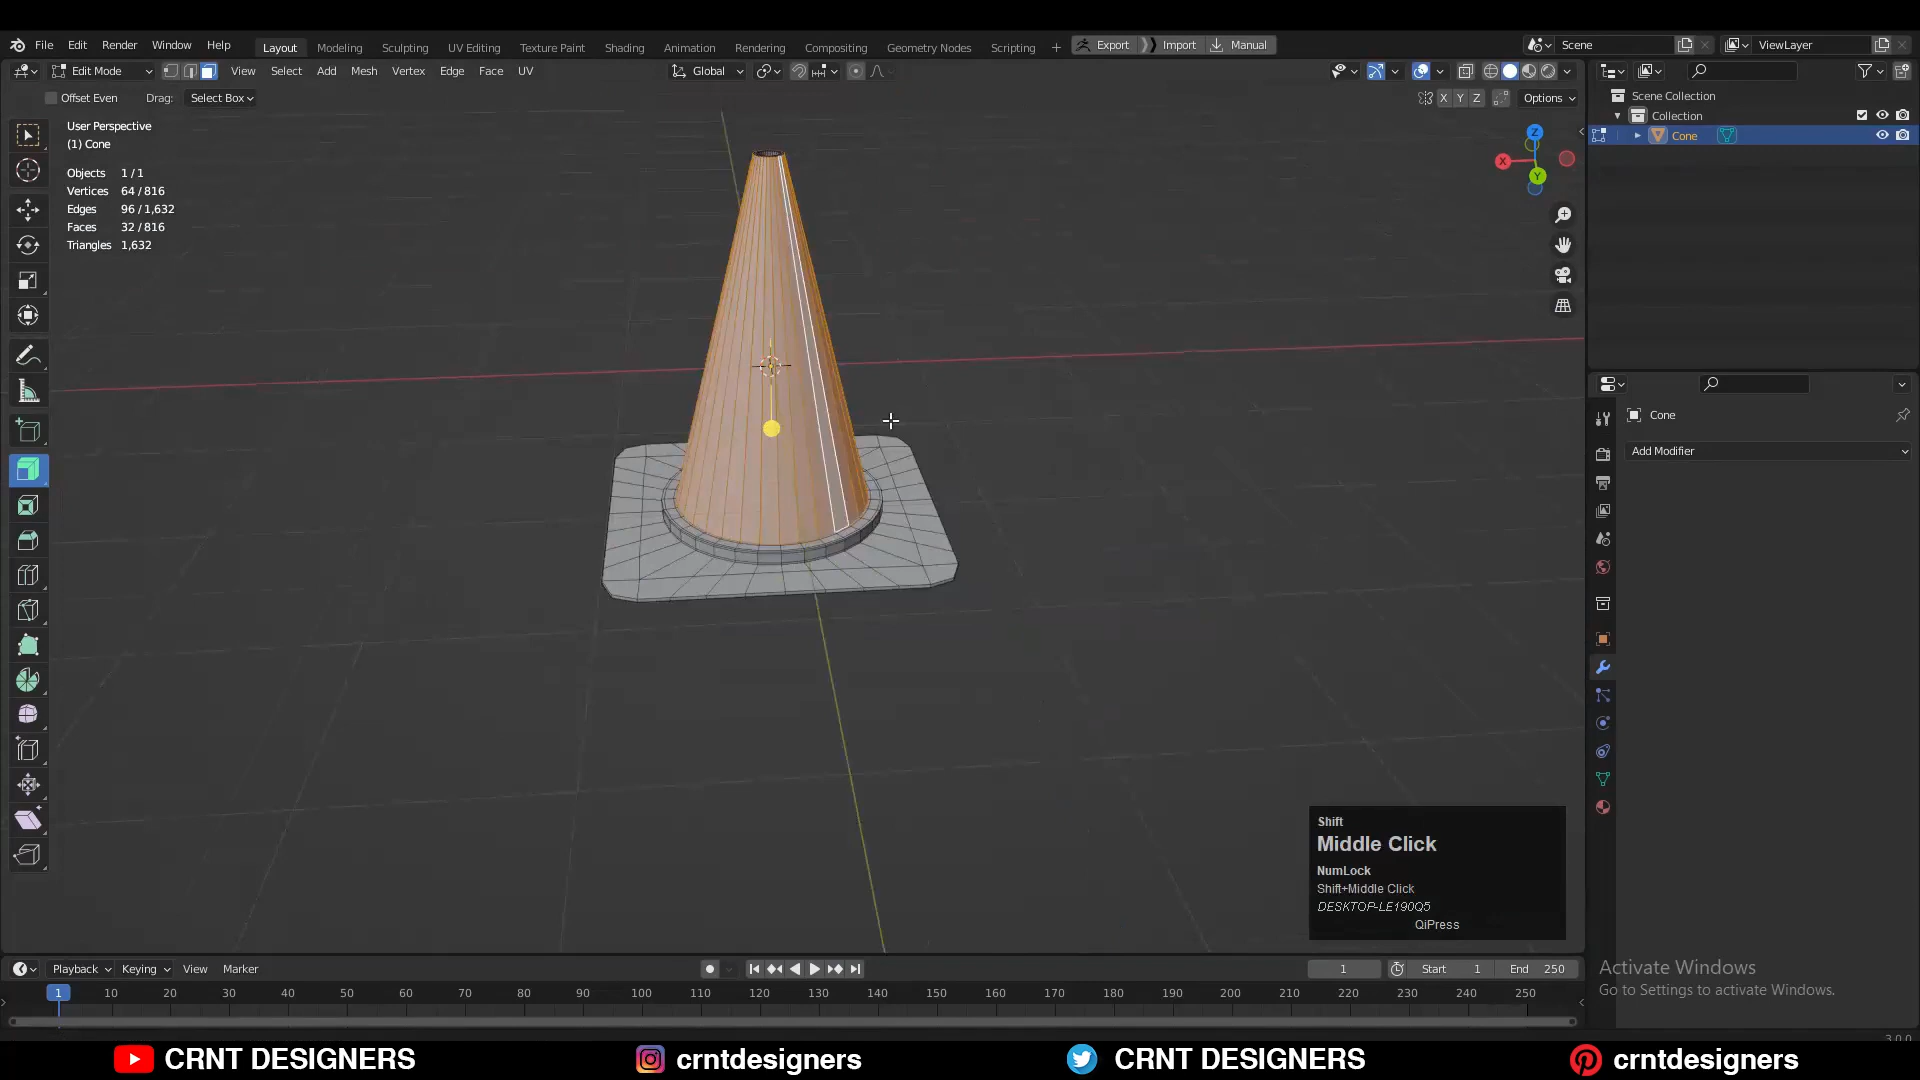 File Edit Render Window Help Layout Modeling Sculpting UV Editing Texture Paint Shading Animation Rendering Compositing Geometry Nodes Scripting + Export Import Manual Scene ViewLayer
Edit Mode View Select Add Mesh Vertex Edge Face UV Global
Offset Even Drag: Select Box X Y Z Options
User Perspective
(1) Cone
Objects 1 / 1
Vertices 64 / 816
Edges 96 / 1,632
Faces 32 / 816
Triangles 1,632
Z
X
Y
Scene Collection
Collection
Cone
Cone
Add Modifier
Shift
Middle Click
NumLock
Shift+Middle Click
DESKTOP-LE190Q5
QiPress
Playback Keying View Marker 1 Start 1 End 250
1 10 20 30 40 50 60 70 80 90 100 110 120 130 140 150 160 170 180 190 200 210 220 230 240 250
Activate Windows
Go to Settings to activate Windows.
3.0.0
CRNT DESIGNERS crntdesigners CRNT DESIGNERS crntdesigners